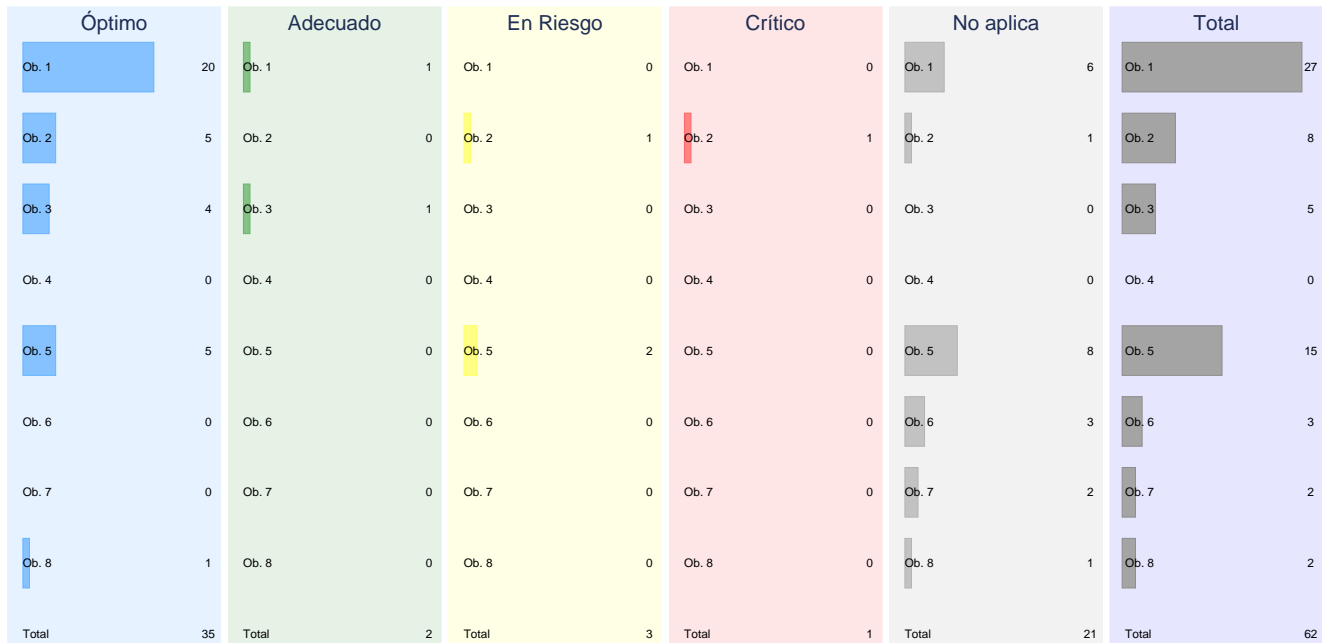 Óptimo Adecuado En Riesgo Crítico No aplica Total
Ob. 1 20 Ob. 1 1 Ob. 1 0 Ob. 1 0 Ob. 1 6 Ob. 1 27
Ob. 2 5 Ob. 2 0 Ob. 2 1 Ob. 2 1 Ob. 2 1 Ob. 2 8
Ob. 3 4 Ob. 3 1 Ob. 3 0 Ob. 3 0 Ob. 3 0 Ob. 3 5
Ob. 4 0 Ob. 4 0 Ob. 4 0 Ob. 4 0 Ob. 4 0 Ob. 4 0
Ob. 5 5 Ob. 5 0 Ob. 5 2 Ob. 5 0 Ob. 5 8 Ob. 5 15
Ob. 6 0 Ob. 6 0 Ob. 6 0 Ob. 6 0 Ob. 6 3 Ob. 6 3
Ob. 7 0 Ob. 7 0 Ob. 7 0 Ob. 7 0 Ob. 7 2 Ob. 7 2
Ob. 8 1 Ob. 8 0 Ob. 8 0 Ob. 8 0 Ob. 8 1 Ob. 8 2
Total 35 Total 2 Total 3 Total 1 Total 21 Total 62